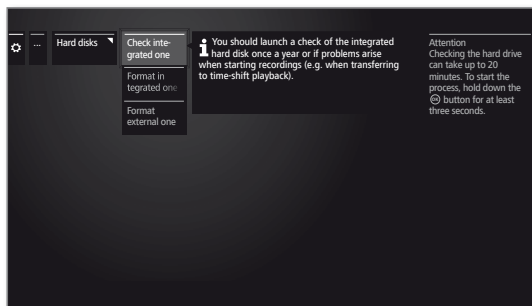 ...
Hard disks
Check inte-
grated one
Format in
tegrated one
Format
external one
You should launch a check of the integrated
hard disk once a year or if problems arise
when starting recordings (e.g. when transferring
to time-shift playback).
Attention
Checking the hard drive
can take up to 20
minutes. To start the
process, hold down the
OK button for at least
three seconds.